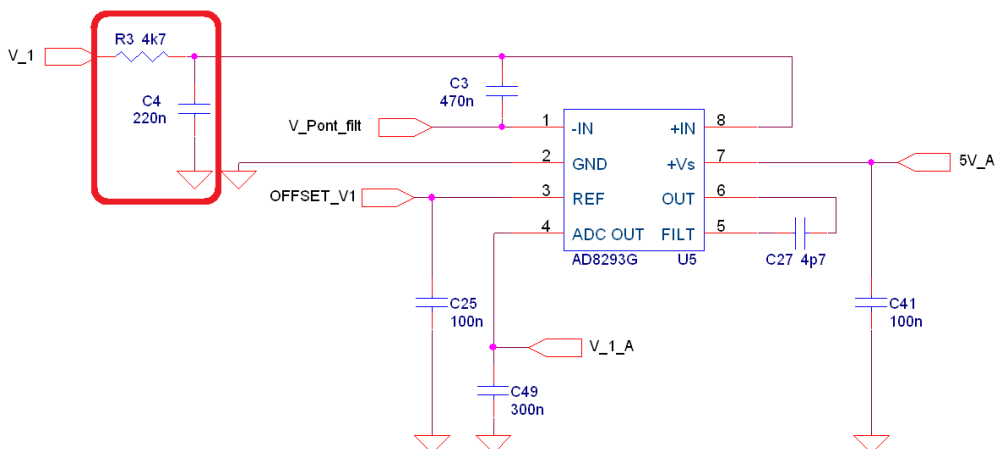 R3 4k7
V_1
C4
220n
C3
470n
V_Pont_filt
1
-IN
+IN
8
2
GND
+Vs
7
5V_A
OFFSET_V1
3
REF
OUT
6
4
ADC OUT
FILT
5
AD8293G
U5
C27 4p7
C25
100n
C41
100n
V_1_A
C49
300n